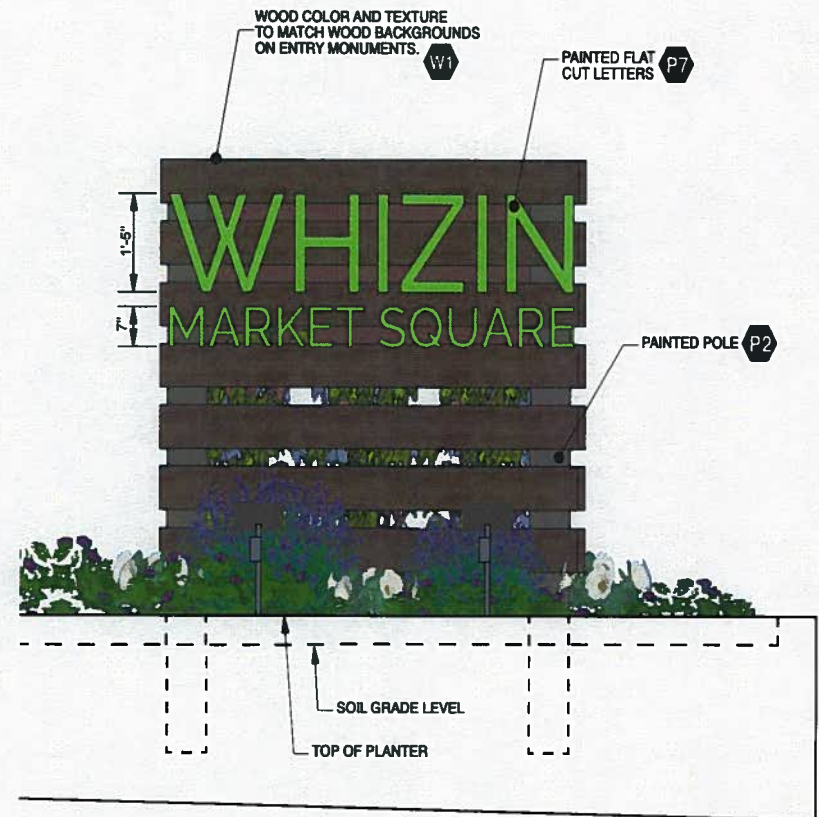 WOOD COLOR AND TEXTURE
TO MATCH WOOD BACKGROUNDS
ON ENTRY MONUMENTS.
W1
PAINTED FLAT
CUT LETTERS
P7
1'-5"
WHIZIN
7"
MARKET SQUARE
PAINTED POLE
P2
SOIL GRADE LEVEL
TOP OF PLANTER